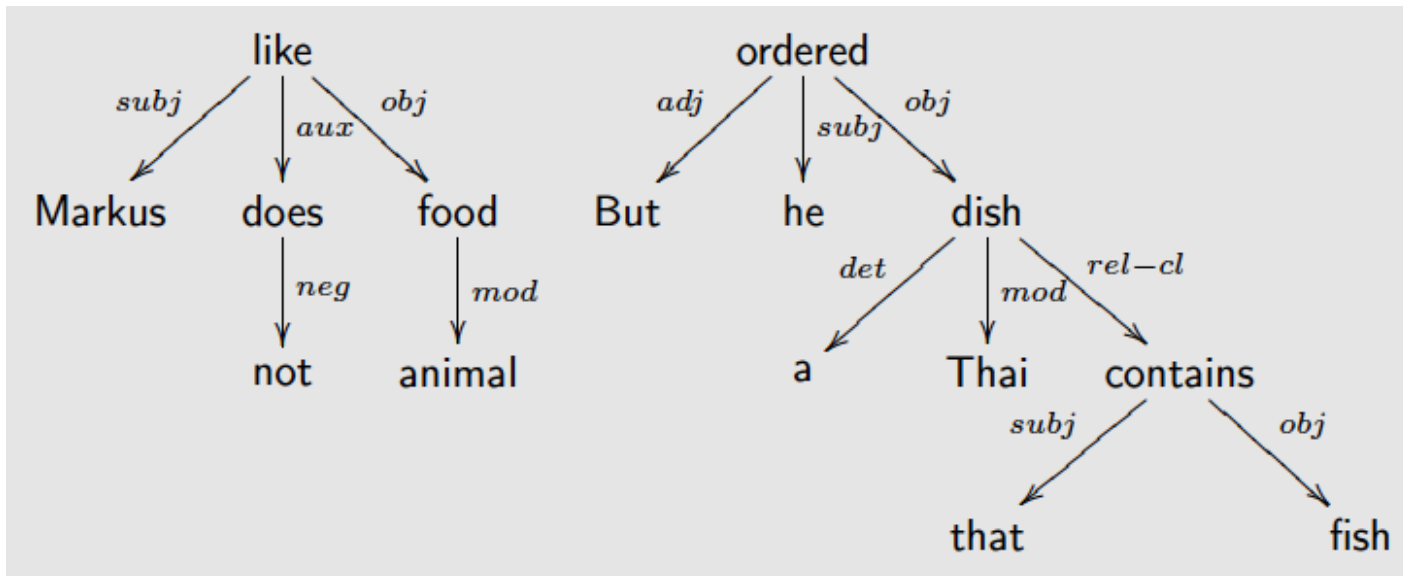 like ordered
subj aux obj adj subj obj
Markus does food But he dish
neg mod det mod rel−cl
not animal a Thai contains
subj obj
that fish